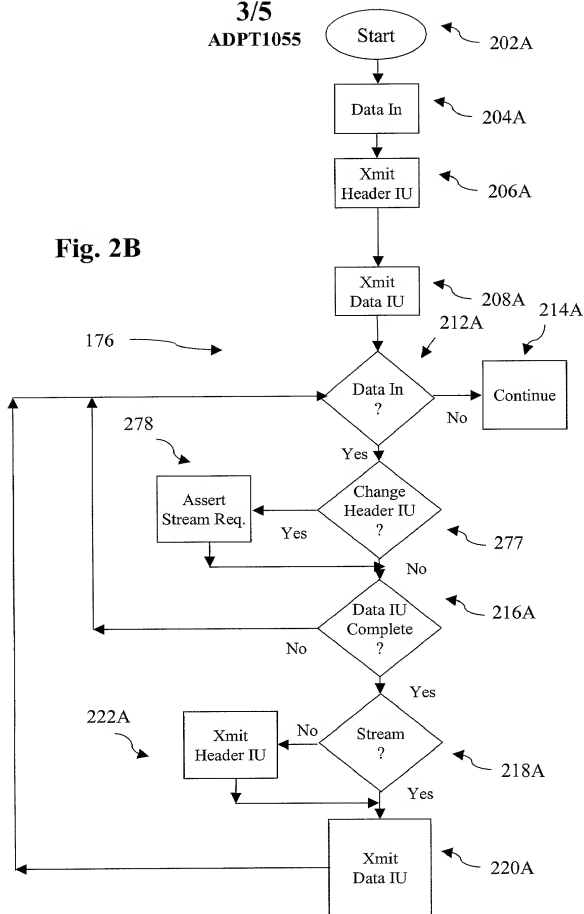 3/5
ADPT1055
Start
202A
Data In
204A
Xmit
Header IU
206A
Fig. 2B
Xmit
Data IU
208A
212A
214A
176
Data In
?
No
Continue
Yes
278
Change
Header IU
?
Assert
Stream Req.
Yes
277
No
Data IU
Complete
?
216A
No
Yes
222A
Xmit
Header IU
No
Stream
?
218A
Yes
Xmit
Data IU
220A